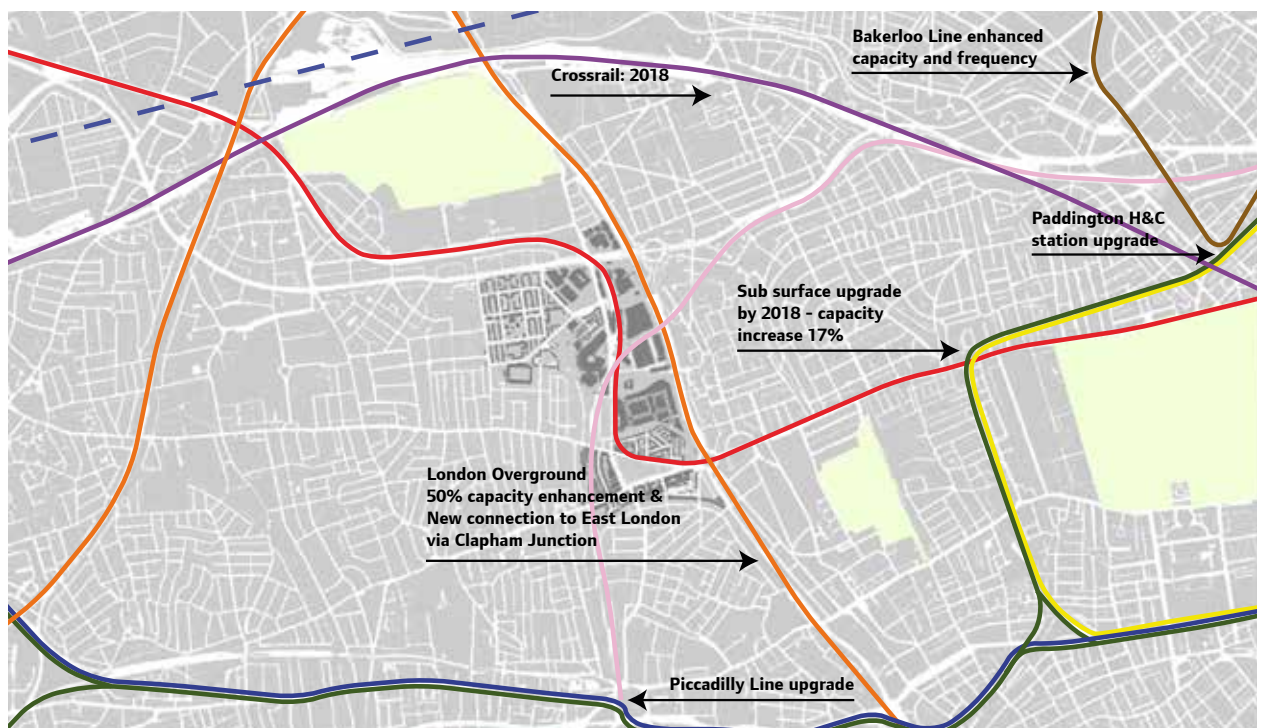 Bakerloo Line enhanced
capacity and frequency
Crossrail: 2018
Paddington H&C
station upgrade
Sub surface upgrade
by 2018 - capacity
increase 17%
London Overground
50% capacity enhancement &
New connection to East London
via Clapham Junction
Piccadilly Line upgrade